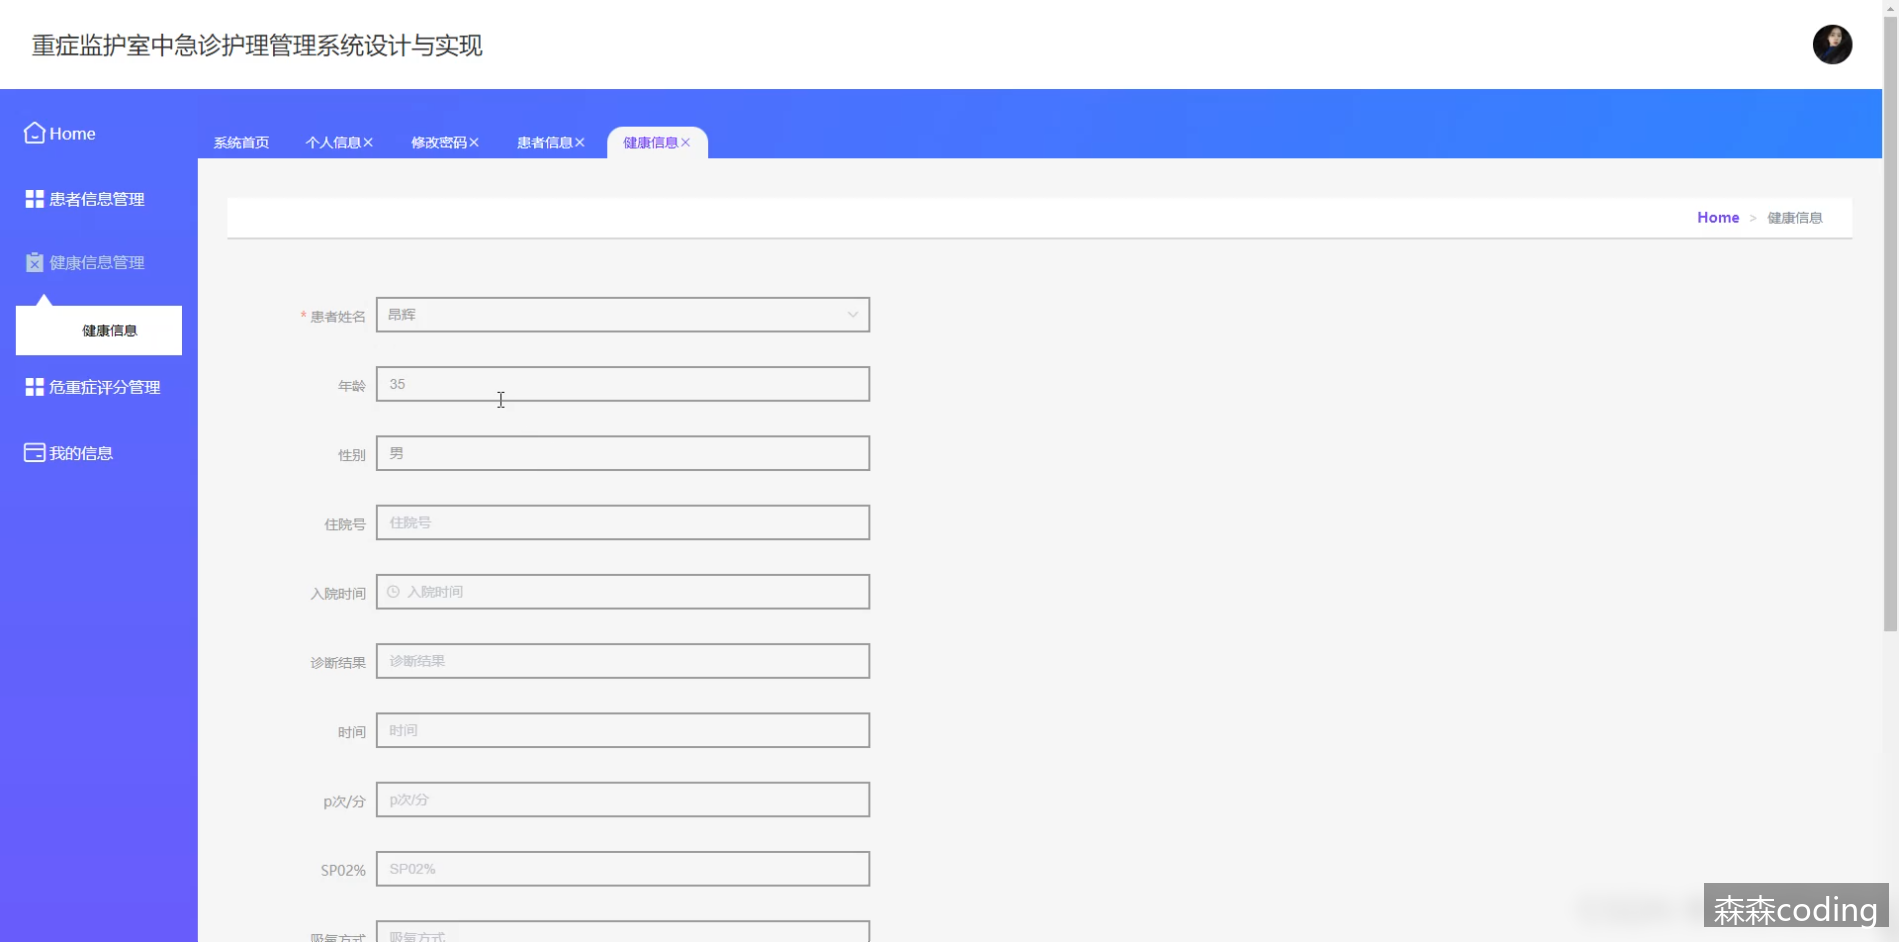 重症监护室中急诊护理管理系统设计与实现
Home
系统首页 个人信息 修改密码 患者信息 健康信息
患者信息管理
Home > 健康信息
健康信息管理
健康信息
危重症评分管理
我的信息
* 患者姓名 昂辉
年龄 35
性别 男
住院号 住院号
入院时间 入院时间
诊断结果 诊断结果
时间 时间
p次/分 p次/分
SP02% SP02%
吸氧方式 吸氧方式
森森coding